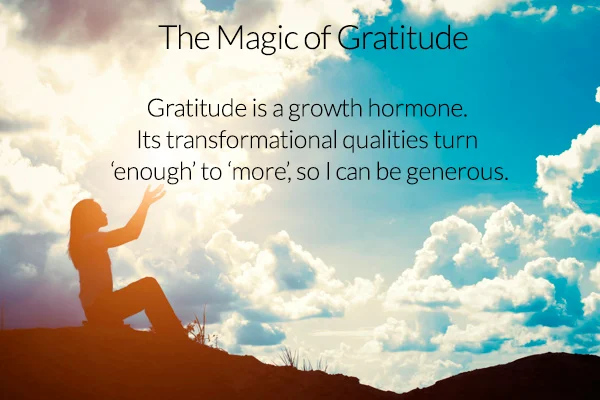 The Magic of Gratitude
Gratitude is a growth hormone.
Its transformational qualities turn
‘enough’ to ‘more’, so I can be generous.